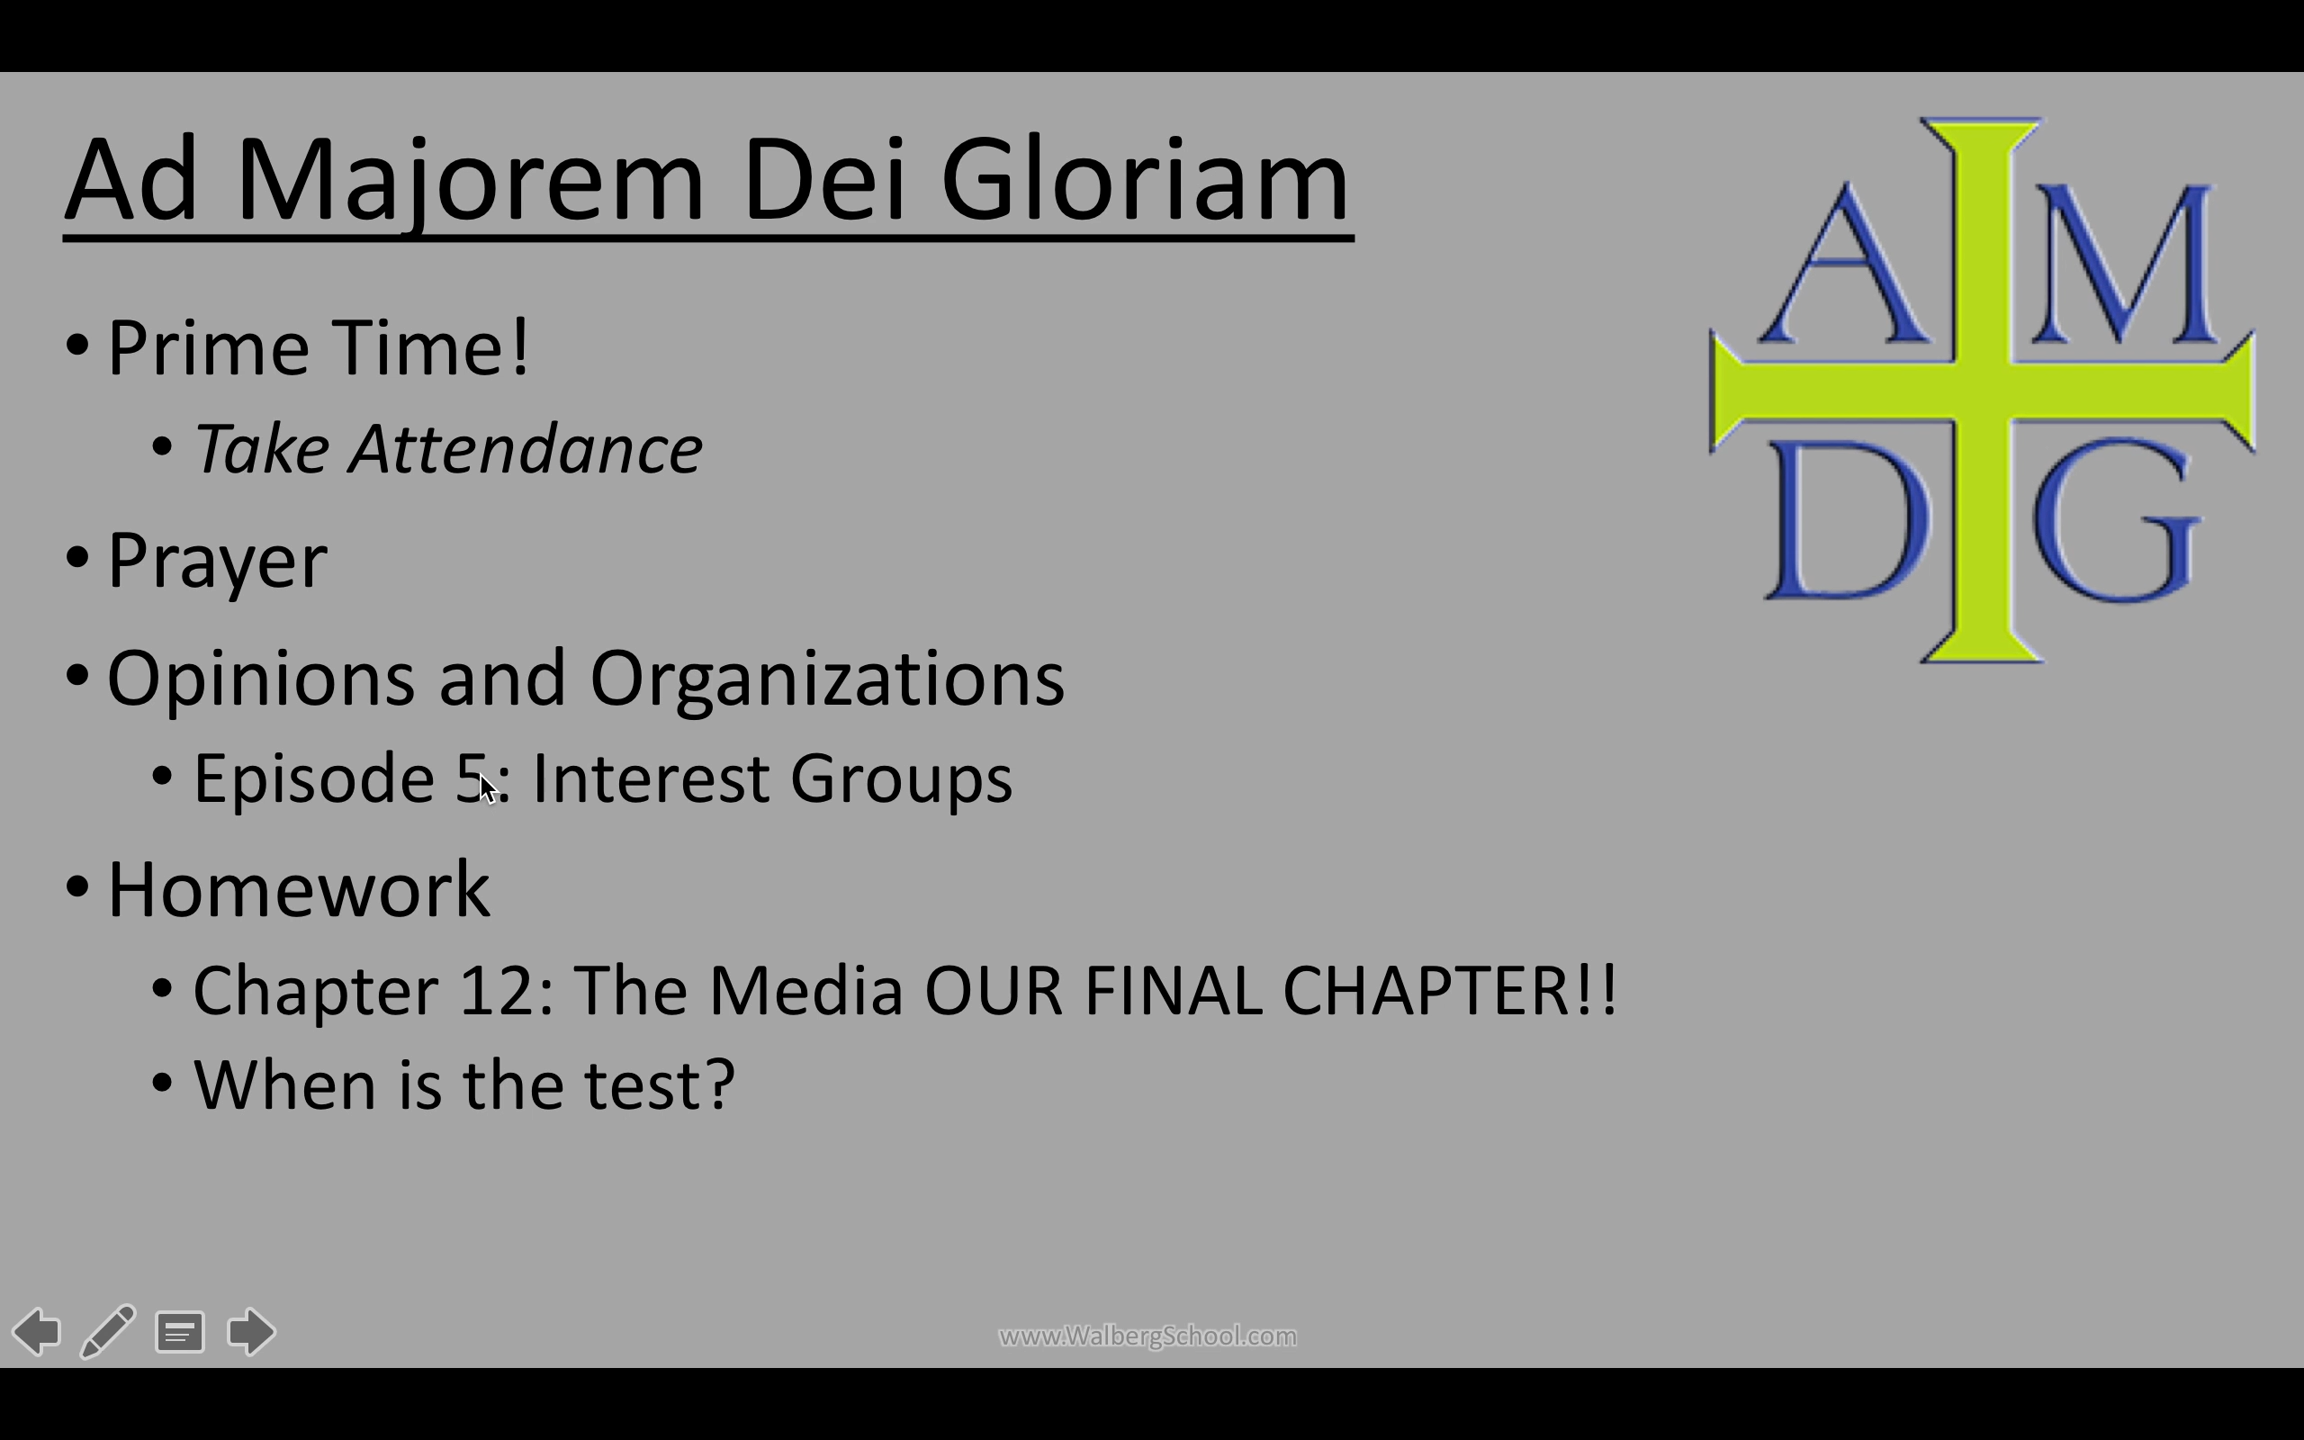 Ad Majorem Dei Gloriam
A M
D G
• Prime Time!
• Take Attendance
• Prayer
• Opinions and Organizations
• Episode 5: Interest Groups
• Homework
• Chapter 12: The Media OUR FINAL CHAPTER!!
• When is the test?
www.WalbergSchool.com